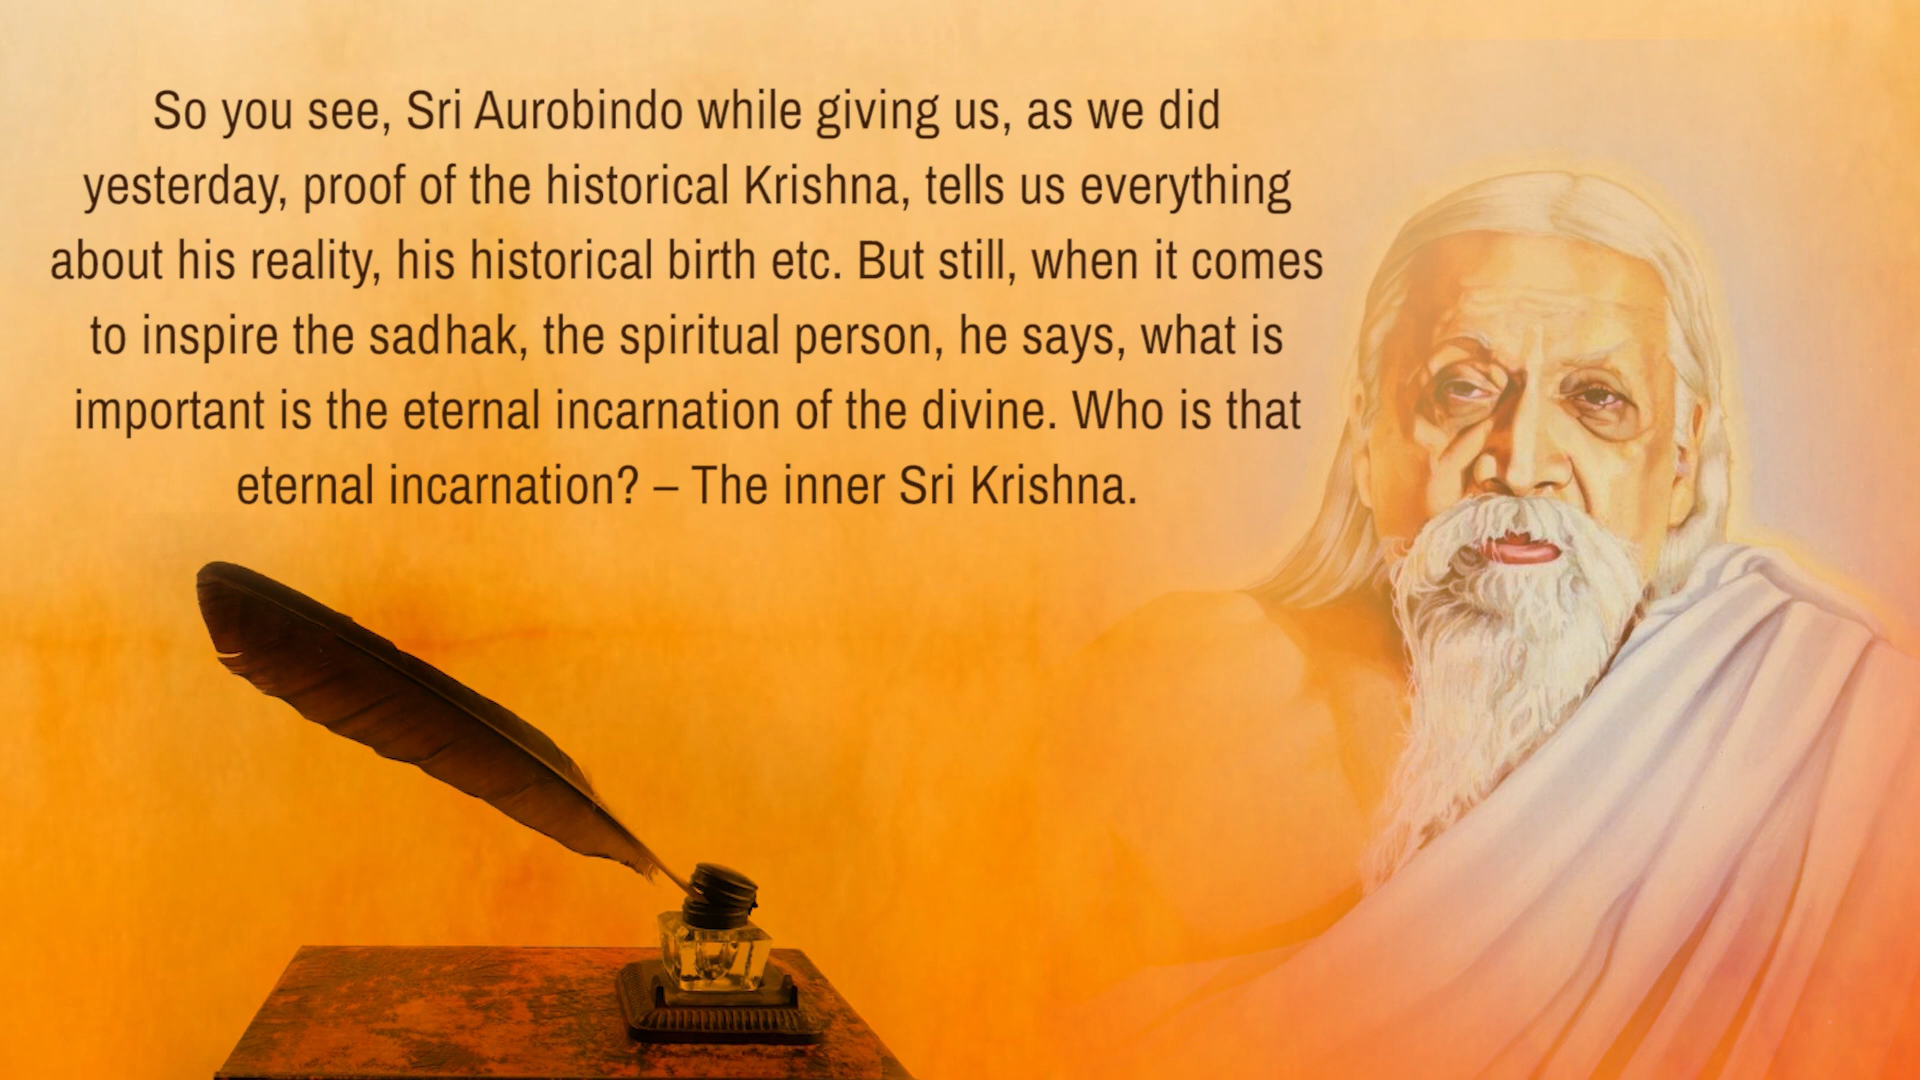 So you see, Sri Aurobindo while giving us, as we did
yesterday, proof of the historical Krishna, tells us everything
about his reality, his historical birth etc. But still, when it comes
to inspire the sadhak, the spiritual person, he says, what is
important is the eternal incarnation of the divine. Who is that
eternal incarnation? – The inner Sri Krishna.